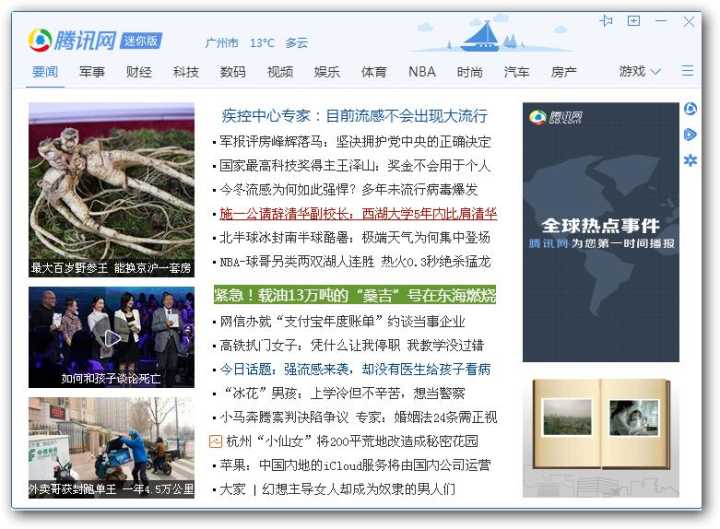 腾讯网 迷你版
广州市 13℃ 多云
要闻 军事 财经 科技 数码 视频 娱乐 体育 NBA 时尚 汽车 房产 游戏
疾控中心专家：目前流感不会出现大流行
军报评房峰辉落马：坚决拥护党中央的正确决定
国家最高科技奖得主王泽山：奖金不会用于个人
今冬流感为何如此强悍？多年未流行病毒爆发
施一公请辞清华副校长：西湖大学5年内比肩清华
北半球冰封南半球酷暑：极端天气为何集中登场
NBA-球哥另类两双湖人连胜 热火0.3秒绝杀猛龙
最大百岁野参王 能换京沪一套房
紧急！载油13万吨的“桑吉”号在东海燃烧
网信办就“支付宝年度账单”约谈当事企业
高铁扒门女子：凭什么让我停职 我教学没过错
今日话题：强流感来袭，却没有医生给孩子看病
“冰花”男孩：上学冷但不辛苦，想当警察
小马奔腾案判决陷争议 专家：婚姻法24条需正视
杭州“小仙女”将200平荒地改造成秘密花园
苹果：中国内地的iCloud服务将由国内公司运营
大家 | 幻想主导女人却成为奴隶的男人们
如何和孩子谈论死亡
外卖哥获封跑单王 一年4.5万公里
腾讯网
QQ.com
全球热点事件
腾讯网·为您第一时间播报